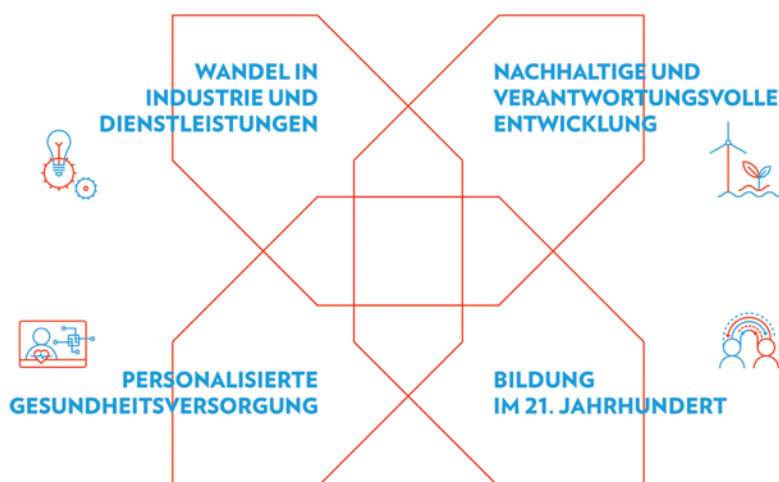 WANDEL IN
INDUSTRIE UND
DIENSTLEISTUNGEN
NACHHALTIGE UND
VERANTWORTUNGSVOLLE
ENTWICKLUNG
PERSONALISIERTE
GESUNDHEITSVERSORGUNG
BILDUNG
IM 21. JAHRHUNDERT